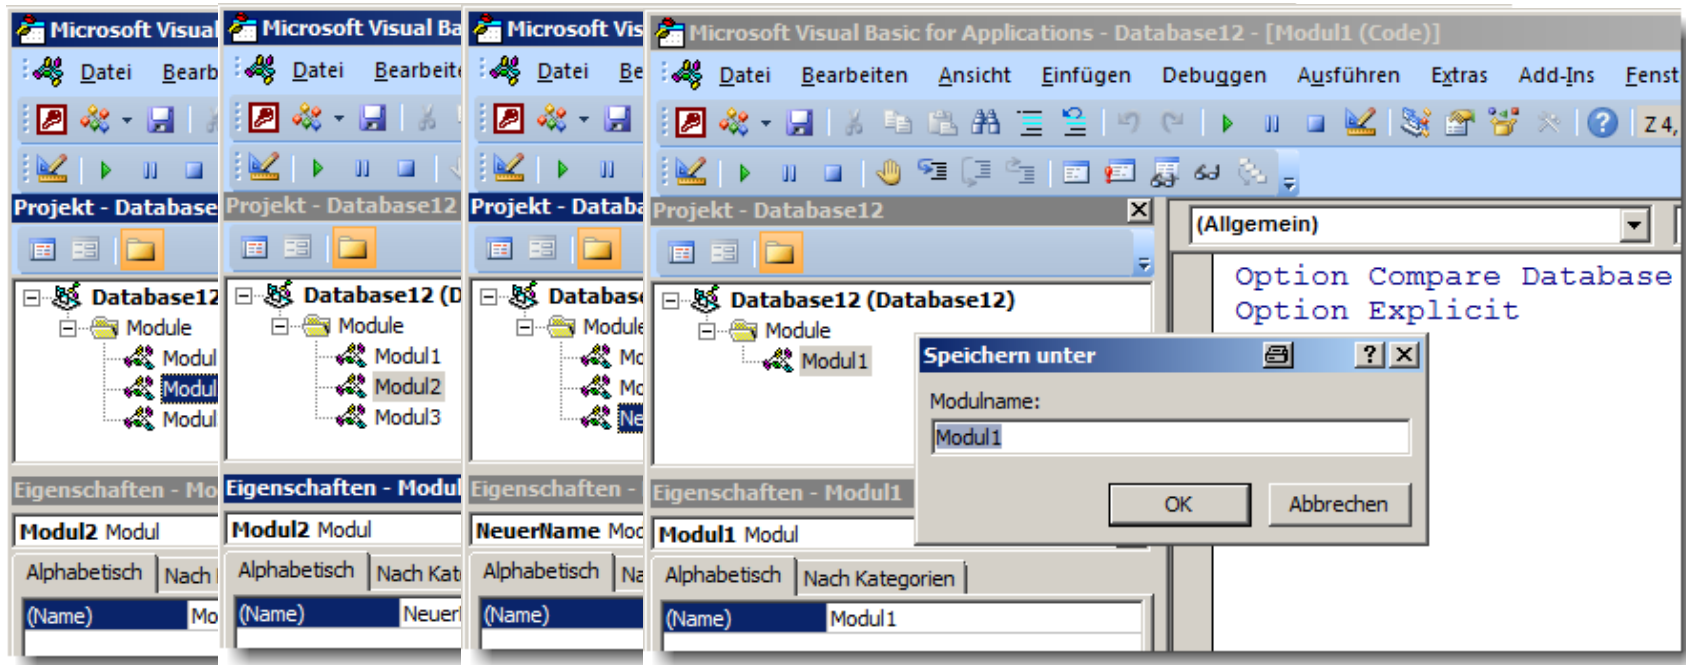 Microsoft Visual
Datei Bearb
Projekt - Database
Database12
Module
Modul
Modul
Modul
Eigenschaften - Mo
Modul2 Modul
Alphabetisch Nach
(Name) Mo
Microsoft Visual Ba
Datei Bearbeite
Projekt - Database12
Database12 (D
Module
Modul1
Modul2
Modul3
Eigenschaften - Modul
Modul2 Modul
Alphabetisch Nach Kat
(Name) Neuer
Microsoft Vis
Datei Be
Projekt - Databa
Databas
Module
Mo
Mo
Ne
Eigenschaften -
NeuerName Mod
Alphabetisch Na
(Name)
Microsoft Visual Basic for Applications - Database12 - [Modul1 (Code)]
Datei Bearbeiten Ansicht Einfügen Debuggen Ausführen Extras Add-Ins Fenst
Z 4,
Projekt - Database12
Database12 (Database12)
Module
Modul1
(Allgemein)
Option Compare Database
Option Explicit
Speichern unter
Modulname:
Modul1
OK Abbrechen
Eigenschaften - Modul1
Modul1 Modul
Alphabetisch Nach Kategorien
(Name) Modul1